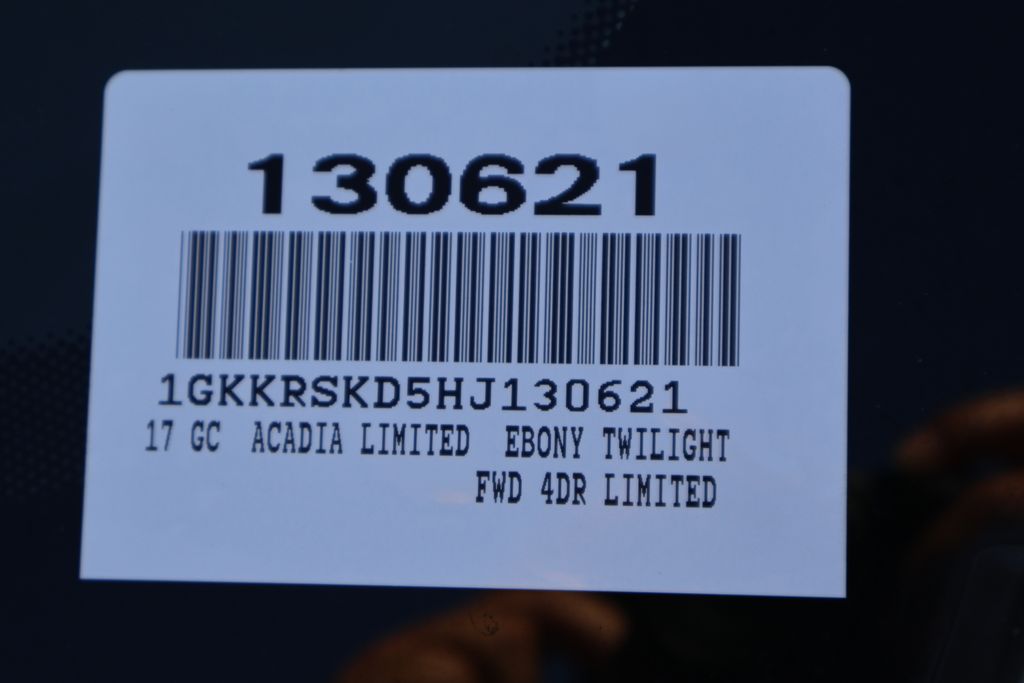 130621
1GKKRSKD5HJ130621
17 GC ACADIA LIMITED EBONY TWILIGHT
FWD 4DR LIMITED